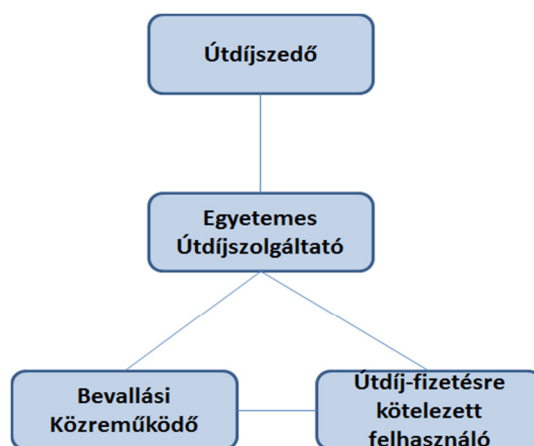 Útdíjszedő
Egyetemes
Útdíjszolgáltató
Bevallási
Közreműködő
Útdíj-fizetésre
kötelezett
felhasználó